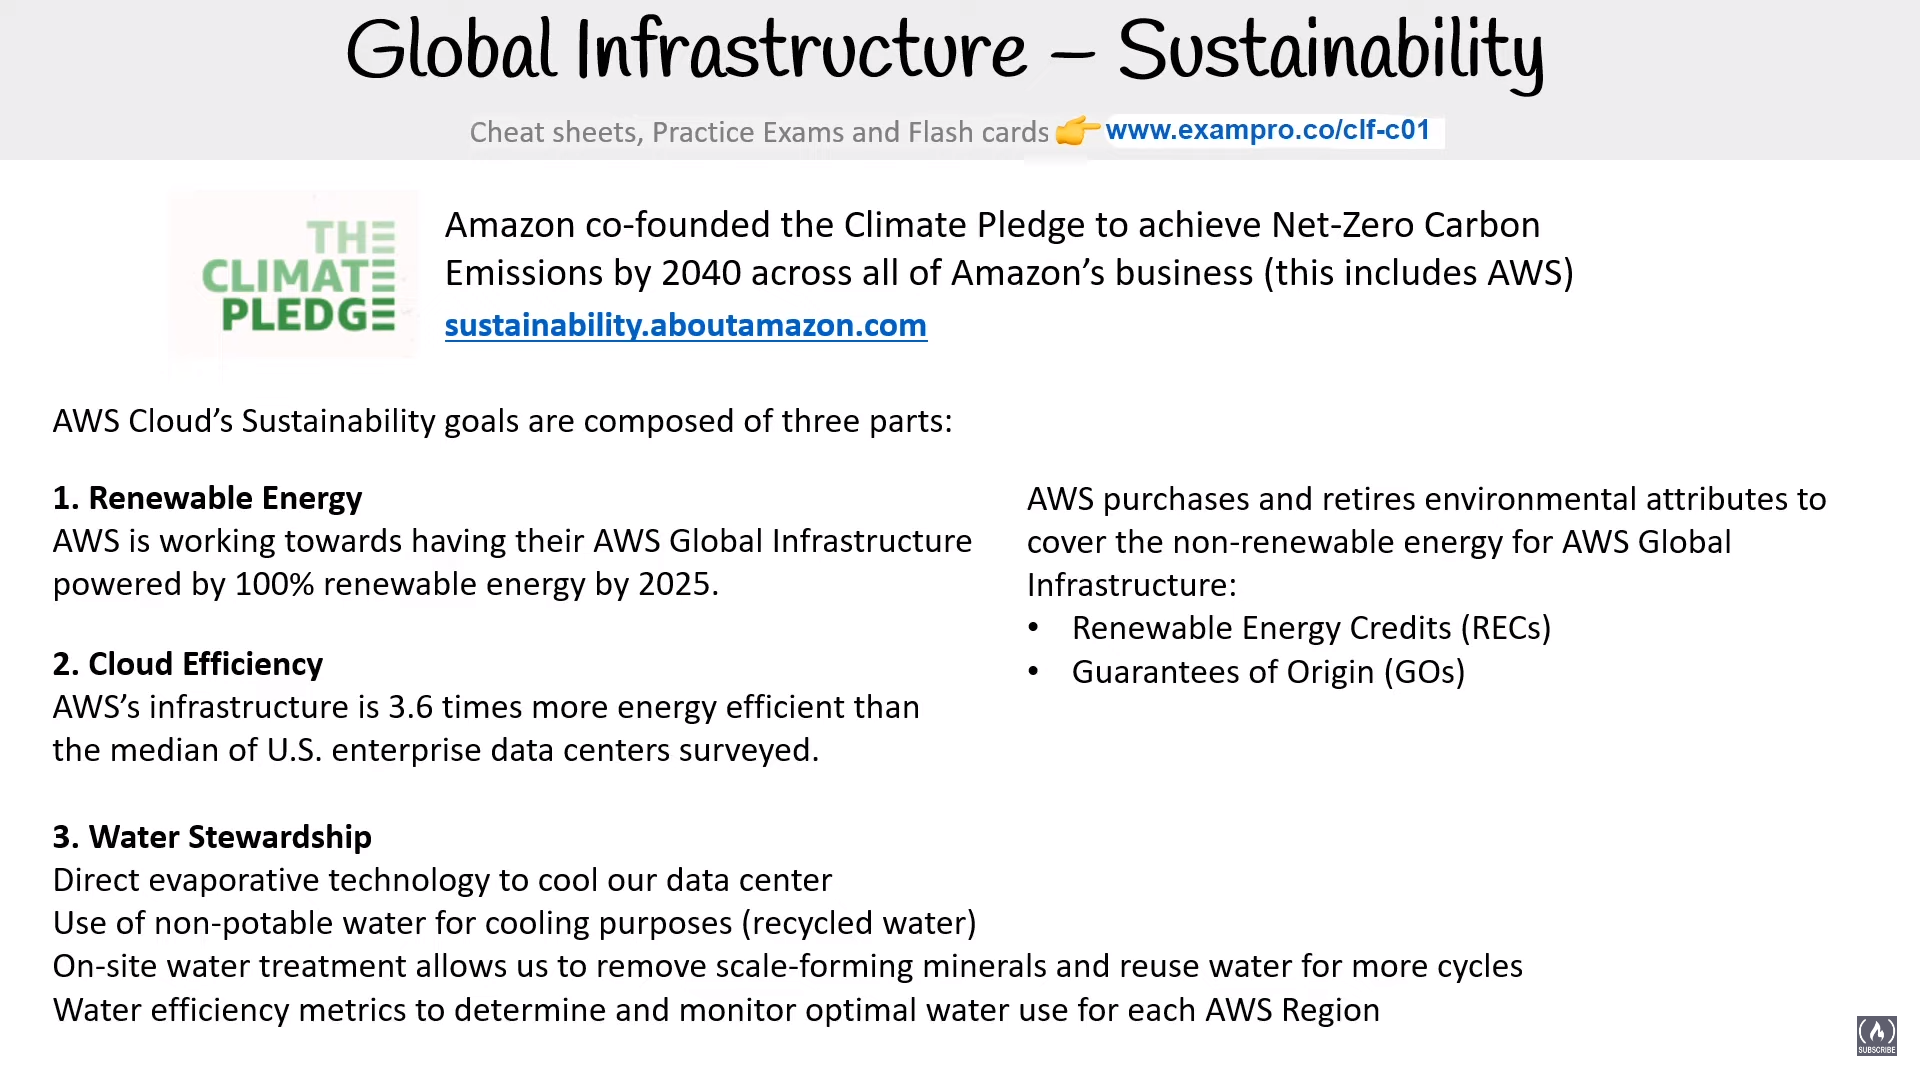 Global Infrastructure – Sustainability
Cheat sheets, Practice Exams and Flash cards 👉 www.exampro.co/clf-c01
THE
CLIMATE
PLEDGE
Amazon co-founded the Climate Pledge to achieve Net-Zero Carbon
Emissions by 2040 across all of Amazon’s business (this includes AWS)
sustainability.aboutamazon.com
AWS Cloud’s Sustainability goals are composed of three parts:
1. Renewable Energy
AWS is working towards having their AWS Global Infrastructure
powered by 100% renewable energy by 2025.
2. Cloud Efficiency
AWS’s infrastructure is 3.6 times more energy efficient than
the median of U.S. enterprise data centers surveyed.
AWS purchases and retires environmental attributes to
cover the non-renewable energy for AWS Global
Infrastructure:
• Renewable Energy Credits (RECs)
• Guarantees of Origin (GOs)
3. Water Stewardship
Direct evaporative technology to cool our data center
Use of non-potable water for cooling purposes (recycled water)
On-site water treatment allows us to remove scale-forming minerals and reuse water for more cycles
Water efficiency metrics to determine and monitor optimal water use for each AWS Region
SUBSCRIBE